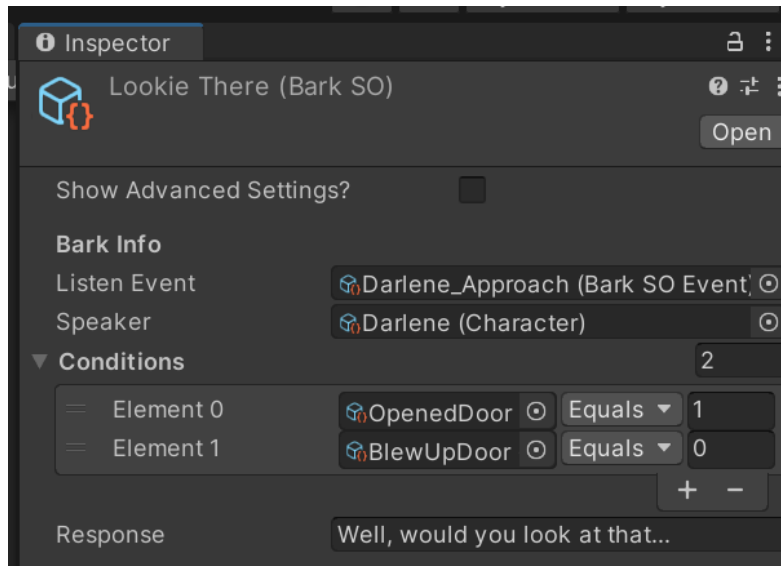 Inspector
Lookie There (Bark SO)
Open
Show Advanced Settings?
Bark Info
Listen Event Darlene_Approach (Bark SO Event)
Speaker Darlene (Character)
Conditions 2
Element 0 OpenedDoor Equals 1
Element 1 BlewUpDoor Equals 0
Response Well, would you look at that...